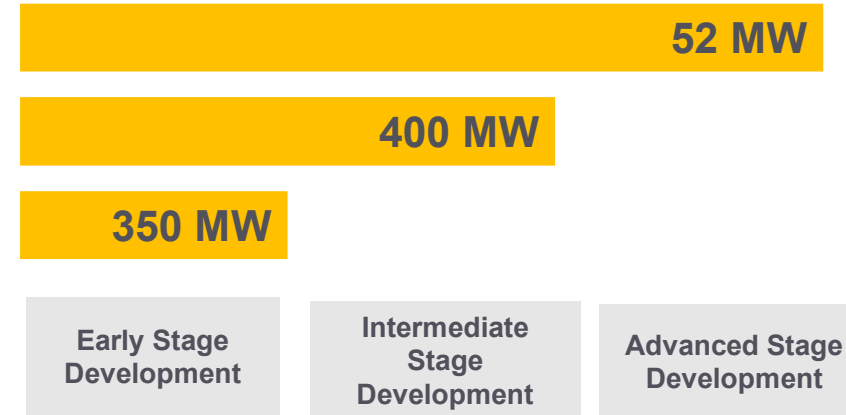 52 MW
400 MW
350 MW
Early Stage
Development
Intermediate
Stage
Development
Advanced Stage
Development